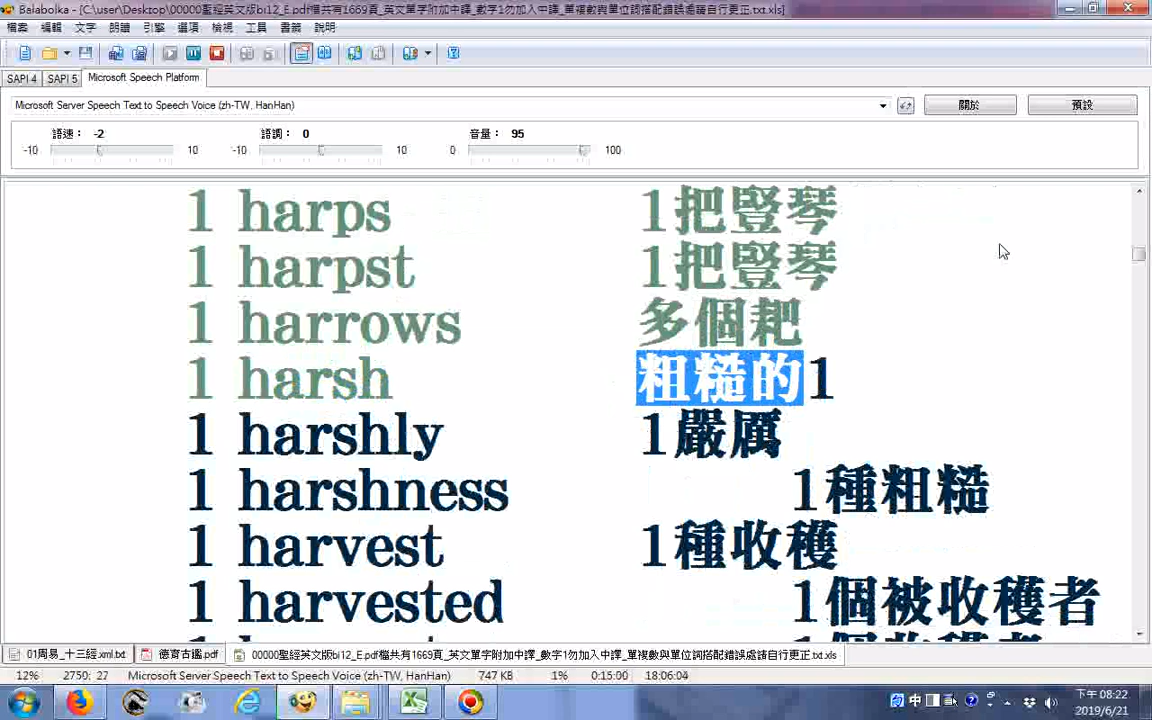 Balabolka - [C:\user\Desktop\00000聖經英文版bi12_E.pdf檔共有1669頁_英文單字附加中譯_數字1勿加入中譯_單複數與單位詞搭配錯誤處請自行更正.txt.xls]
檔案 編輯 文字 朗讀 引擎 選項 檢視 工具 書籤 說明
SAPI 4 SAPI 5 Microsoft Speech Platform
Microsoft Server Speech Text to Speech Voice (zh-TW, HanHan) 關於 預設
語速： -2 語調： 0 音量： 95
-10 10 -10 10 0 100
1 harps 1把豎琴
1 harpst 1把豎琴
1 harrows 多個耙
1 harsh 粗糙的1
1 harshly 1嚴厲
1 harshness 1種粗糙
1 harvest 1種收穫
1 harvested 1個被收穫者
01周易_十三經.xml.txt 德育古鑑.pdf 00000聖經英文版bi12_E.pdf檔共有1669頁_英文單字附加中譯_數字1勿加入中譯_單複數與單位詞搭配錯誤處請自行更正.txt.xls
12% 2750: 27 Microsoft Server Speech Text to Speech Voice (zh-TW, HanHan) 747 KB 1% 0:15:00 18:06:04
中 下午 08:22
2019/6/21